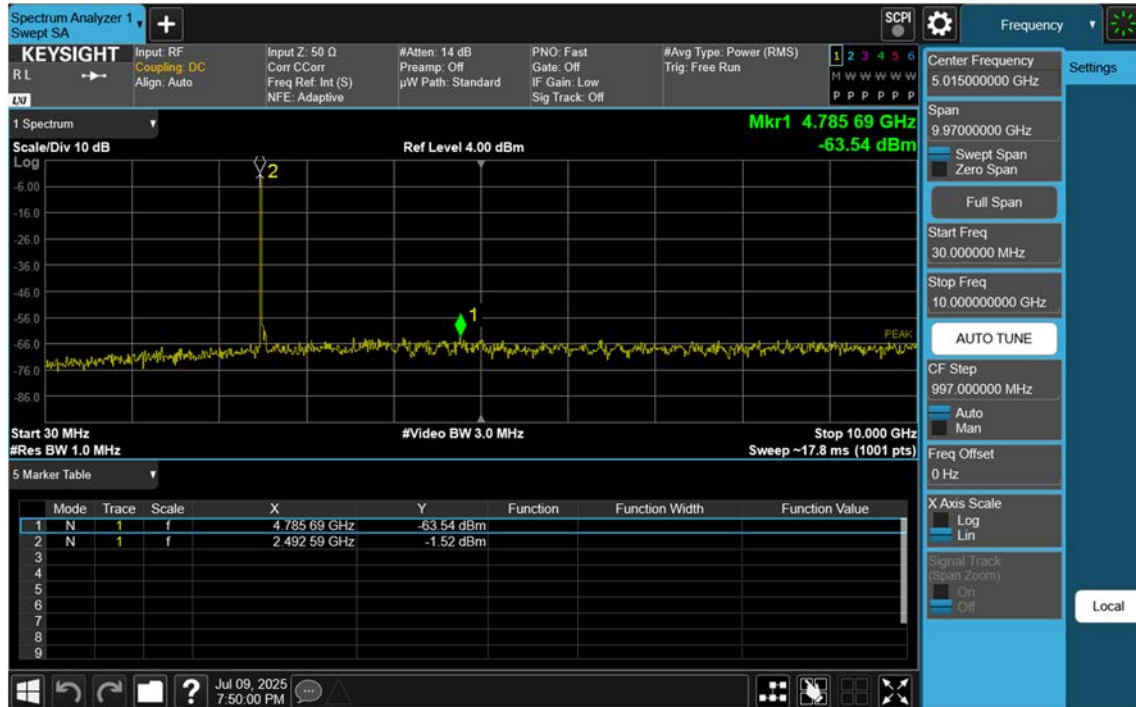 Spectrum Analyzer 1
Swept SA
SCPI
Frequency
KEYSIGHT
R L
LXI
Input: RF
Coupling: DC
Align: Auto
Input Z: 50 Ω
Corr CCorr
Freq Ref: Int (S)
NFE: Adaptive
#Atten: 14 dB
Preamp: Off
µW Path: Standard
PNO: Fast
Gate: Off
IF Gain: Low
Sig Track: Off
#Avg Type: Power (RMS)
Trig: Free Run
1 2 3 4 5 6
M W W W W W
P P P P P P
1 Spectrum
Scale/Div 10 dB
Ref Level 4.00 dBm
Mkr1 4.785 69 GHz
-63.54 dBm
Log
-6.00
-16.0
-26.0
-36.0
-46.0
-56.0
-66.0
-76.0
-86.0
2
1
PEAK
Start 30 MHz
#Video BW 3.0 MHz
Stop 10.000 GHz
#Res BW 1.0 MHz
Sweep ~17.8 ms (1001 pts)
5 Marker Table
Mode Trace Scale X Y Function Function Width Function Value
1 N 1 f 4.785 69 GHz -63.54 dBm
2 N 1 f 2.492 59 GHz -1.52 dBm
3
4
5
6
7
8
9
Jul 09, 2025
7:50:00 PM
Center Frequency
5.015000000 GHz
Settings
Span
9.97000000 GHz
Swept Span
Zero Span
Full Span
Start Freq
30.000000 MHz
Stop Freq
10.000000000 GHz
AUTO TUNE
CF Step
997.000000 MHz
Auto
Man
Freq Offset
0 Hz
X Axis Scale
Log
Lin
Signal Track
(Span Zoom)
On
Off
Local